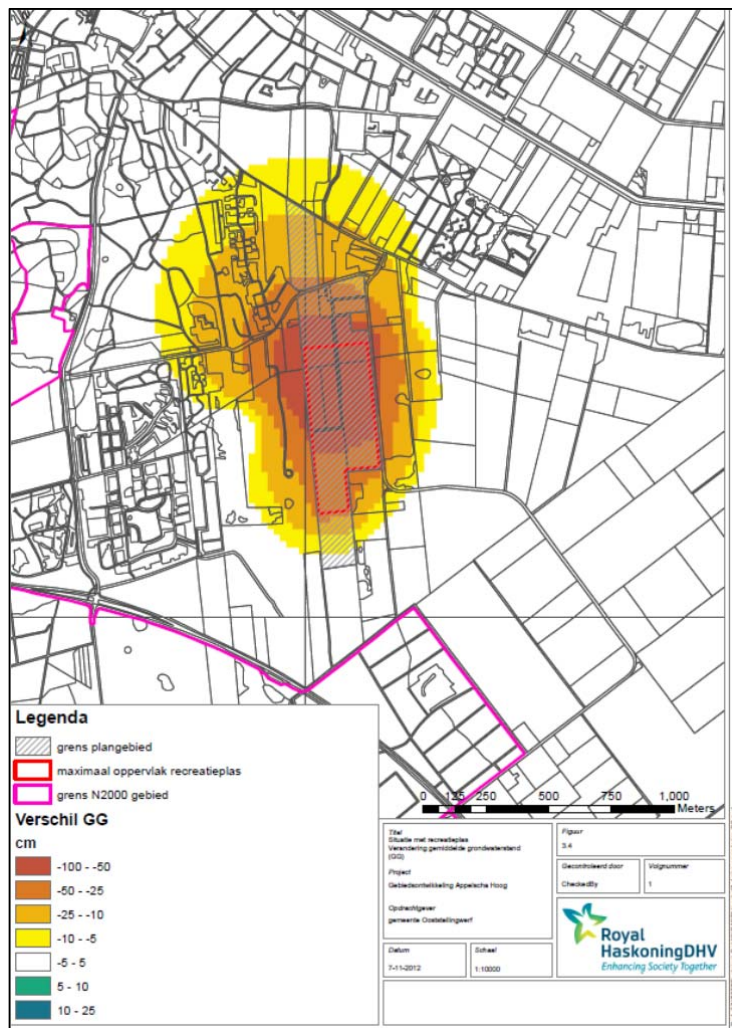 Legenda
grens plangebied
maximaal oppervlak recreatieplas
grens N2000 gebied
Verschil GG
cm
-100 - -50
-50 - -25
-25 - -10
-10 - -5
-5 - 5
5 - 10
10 - 25
0 125 250 500 750 1,000
Meters
Titel
Situatie met recreatieplas
Verandering gemiddelde grondwaterstand
(GG)
Project
Gebiedsontwikkeling Appelscha Hoog
Opdrachtgever
gemeente Ooststellingwerf
Datum
7-11-2012
Schaal
1:10000
Figuur
3.4
Gecontroleerd door
CheckedBy
Volgnummer
1
Royal
HaskoningDHV
Enhancing Society Together